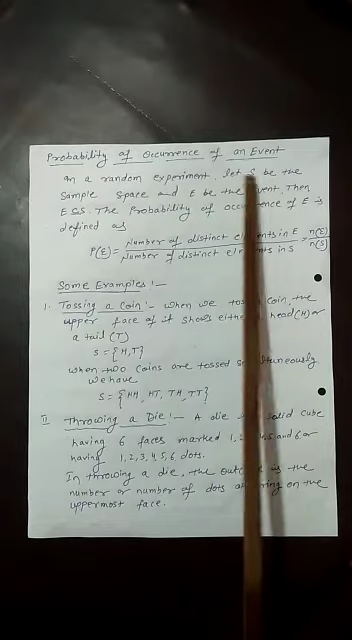 Probability of Occurrence of an Event
In a random experiment, let S be the
Sample Space and E be the Event, Then
E ⊆ S. The Probability of occurrence of E is
defined as
P(E) = Number of distinct elements in E / Number of distinct elements in S = n(E) / n(S)
Some Examples :-
I. Tossing a Coin :- When we toss a coin, the
upper face of it shows either head (H) or
a tail (T)
S = {H, T}
when two coins are tossed simultaneously
we have
S = {HH, HT, TH, TT}
II Throwing a Die :- A die solid cube
having 6 faces marked 1, 2, 4, 5 and 6 or
having 1, 2, 3, 4, 5, 6 dots.
In throwing a die, the is the
number or number of dots on the
uppermost face.